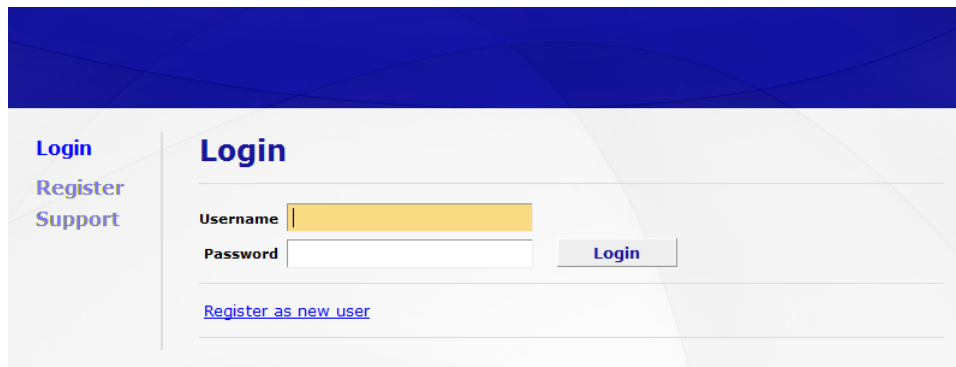 Login
Register
Support
Login
Username
Password
Login
Register as new user